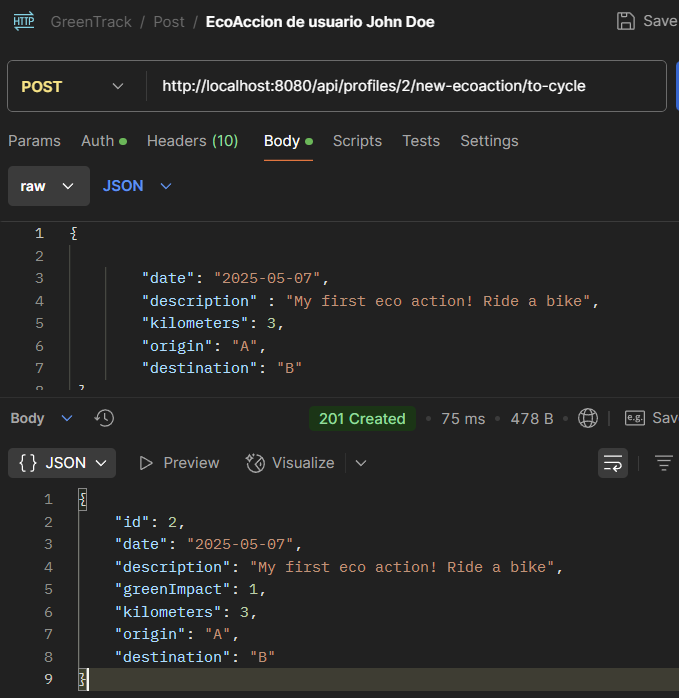 HTTP GreenTrack / Post / EcoAccion de usuario John Doe Save
POST http://localhost:8080/api/profiles/2/new-ecoaction/to-cycle
Params Auth Headers (10) Body Scripts Tests Settings
raw JSON
1 {
2
3 "date": "2025-05-07",
4 "description" : "My first eco action! Ride a bike",
5 "kilometers": 3,
6 "origin": "A",
7 "destination": "B"
Body 201 Created • 75 ms • 478 B • e.g. Sav
{} JSON Preview Visualize
1 {
2 "id": 2,
3 "date": "2025-05-07",
4 "description": "My first eco action! Ride a bike",
5 "greenImpact": 1,
6 "kilometers": 3,
7 "origin": "A",
8 "destination": "B"
9 }